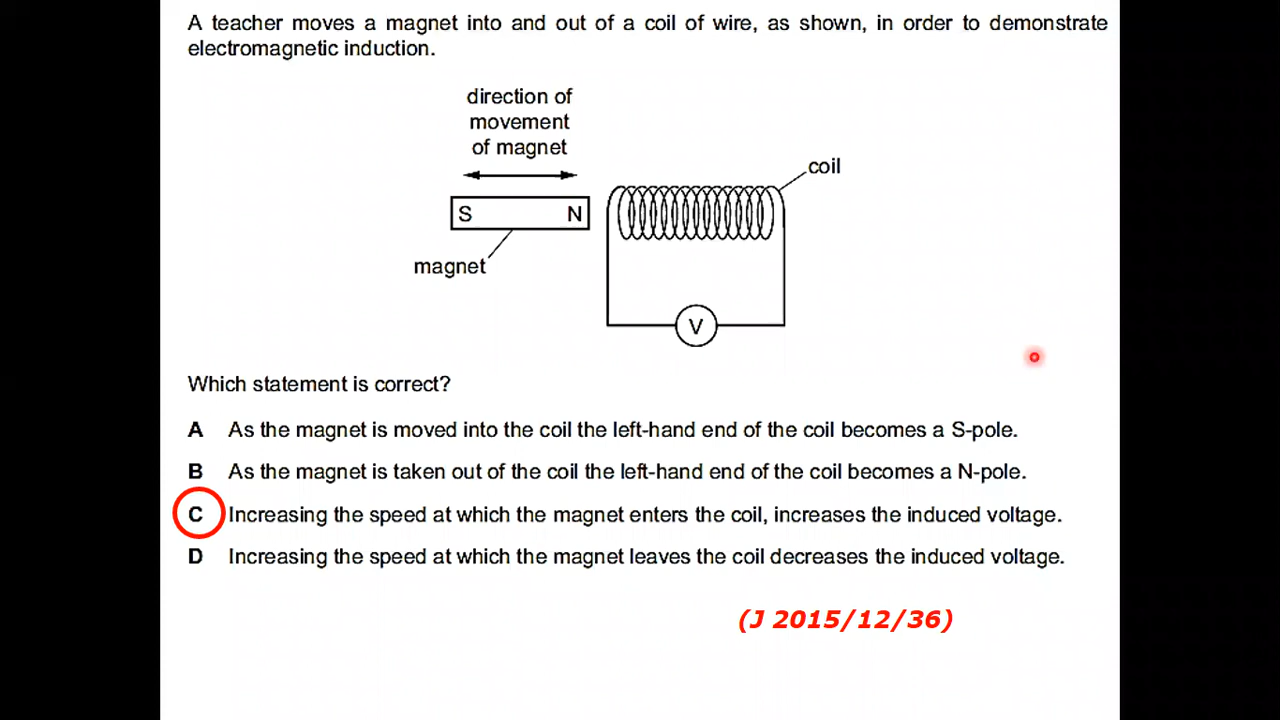 A teacher moves a magnet into and out of a coil of wire, as shown, in order to demonstrate
electromagnetic induction.
direction of
movement
of magnet
coil
S N
magnet
V
Which statement is correct?
A As the magnet is moved into the coil the left-hand end of the coil becomes a S-pole.
B As the magnet is taken out of the coil the left-hand end of the coil becomes a N-pole.
C Increasing the speed at which the magnet enters the coil, increases the induced voltage.
D Increasing the speed at which the magnet leaves the coil decreases the induced voltage.
(J 2015/12/36)